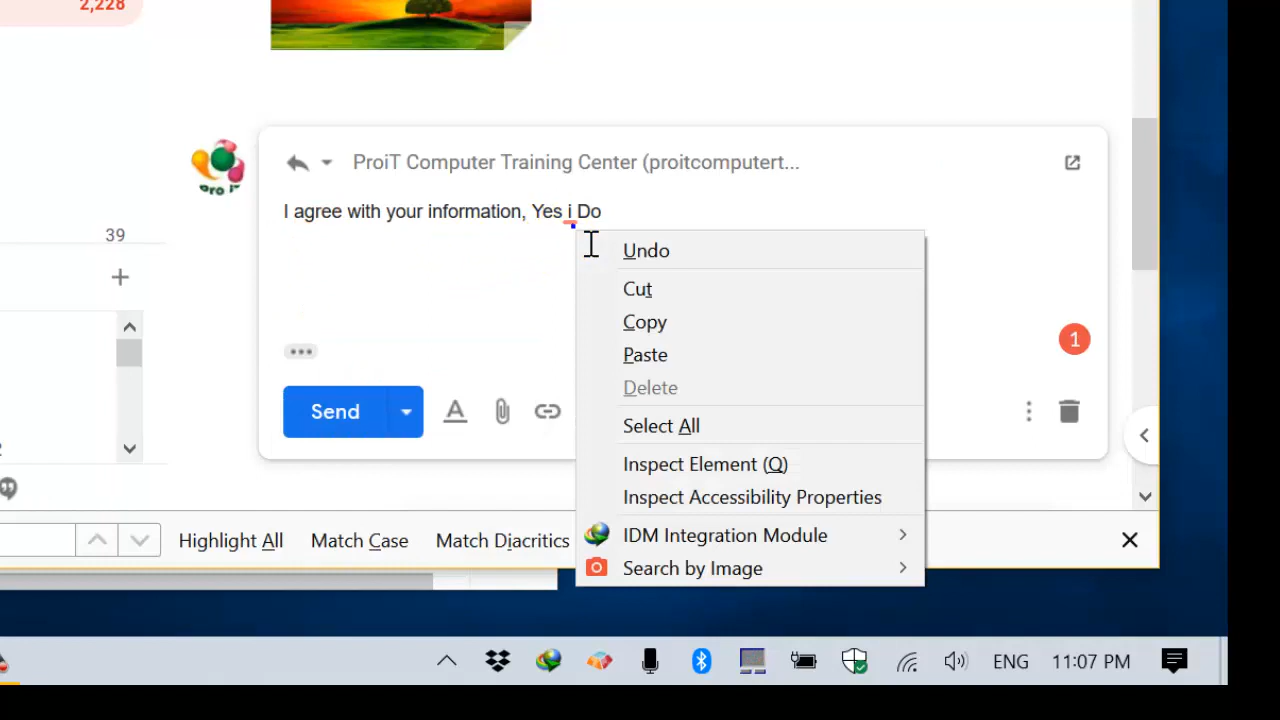 2,228
39
Pro iT
ProiT Computer Training Center (proitcomputert...
I agree with your information, Yes i Do
Undo
Cut
Copy
Paste
Delete
Select All
Inspect Element (Q)
Inspect Accessibility Properties
IDM Integration Module
Search by Image
1
Send
Highlight All Match Case Match Diacritics
ENG 11:07 PM